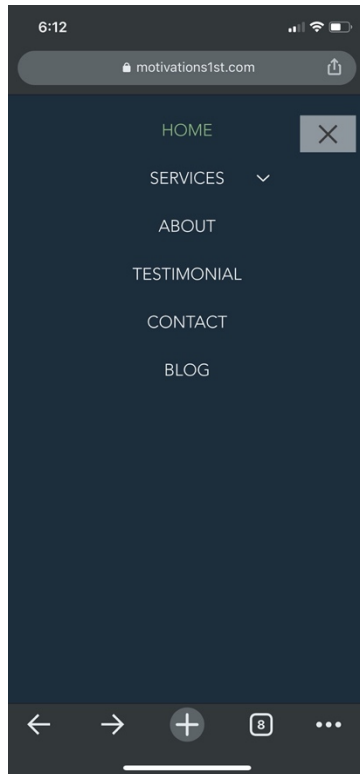 6:12
motivations1st.com
HOME
SERVICES
ABOUT
TESTIMONIAL
CONTACT
BLOG
8